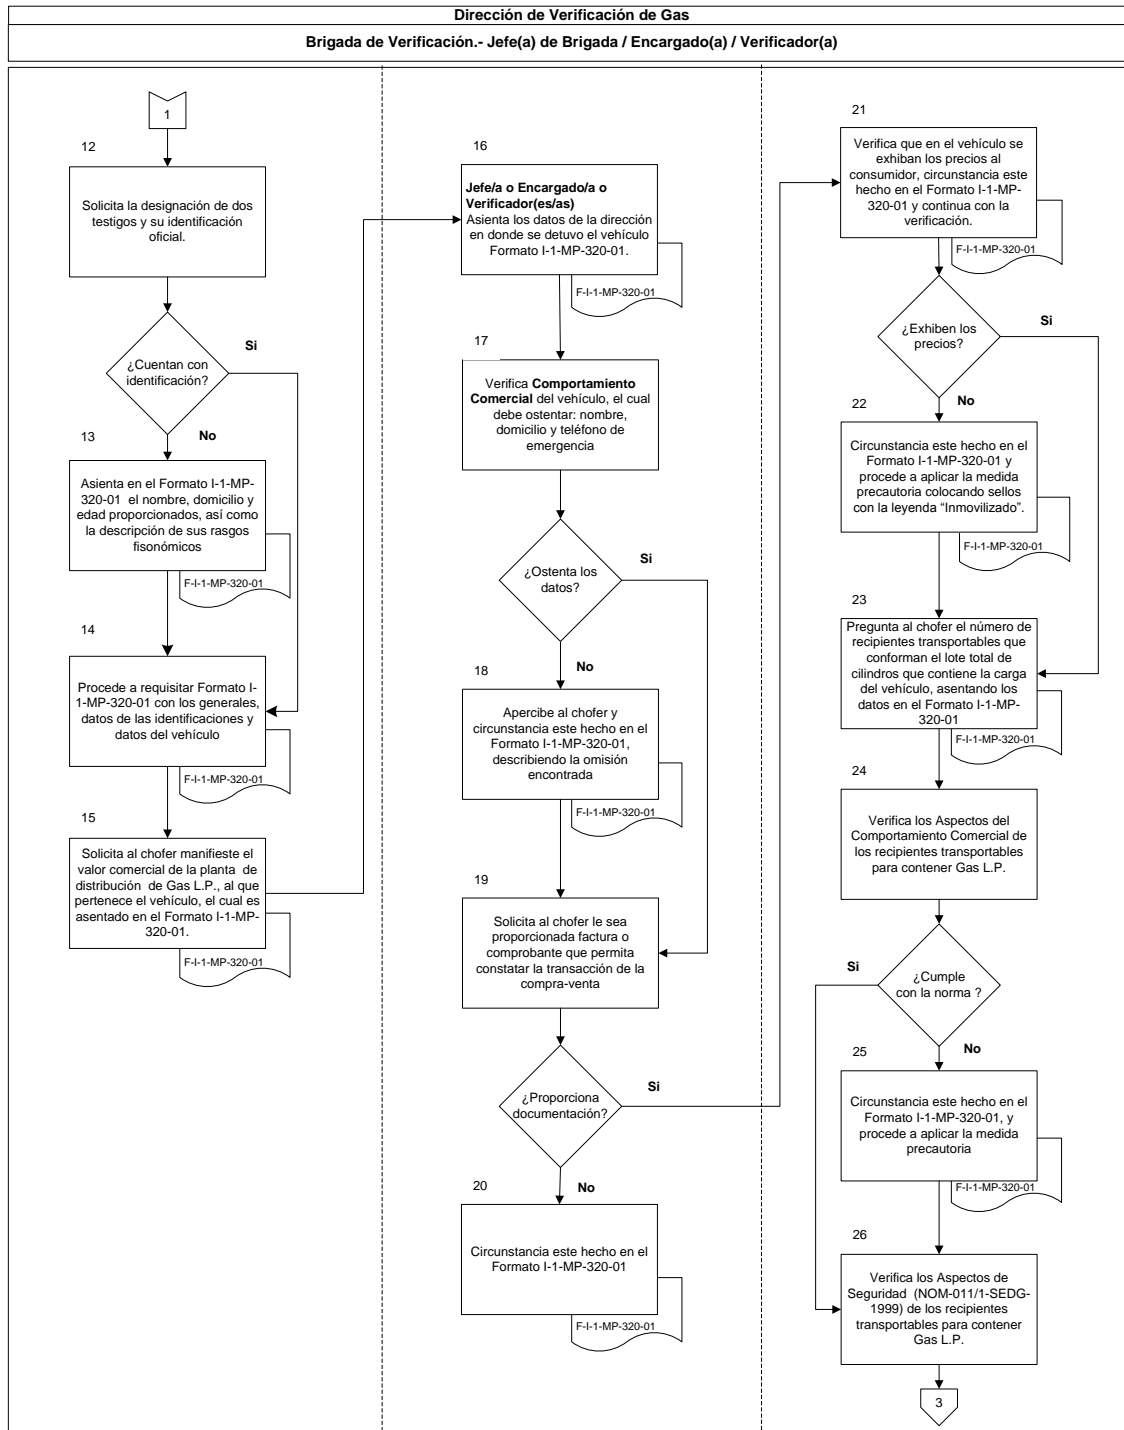 Dirección de Verificación de Gas
Brigada de Verificación.- Jefe(a) de Brigada / Encargado(a) / Verificador(a)
1
12
Solicita la designación de dos
testigos y su identificación
oficial.
¿Cuentan con
identificación?
Si
No
13
Asienta en el Formato I-1-MP-
320-01 el nombre, domicilio y
edad proporcionados, así como
la descripción de sus rasgos
fisonómicos
F-I-1-MP-320-01
14
Procede a requisitar Formato I-
1-MP-320-01 con los generales,
datos de las identificaciones y
datos del vehículo
F-I-1-MP-320-01
15
Solicita al chofer manifieste el
valor comercial de la planta de
distribución de Gas L.P., al que
pertenece el vehículo, el cual es
asentado en el Formato I-1-MP-
320-01.
F-I-1-MP-320-01
16
Jefe/a o Encargado/a o
Verificador(es/as)
Asienta los datos de la dirección
en donde se detuvo el vehículo
Formato I-1-MP-320-01.
F-I-1-MP-320-01
17
Verifica Comportamiento
Comercial del vehículo, el cual
debe ostentar: nombre,
domicilio y teléfono de
emergencia
¿Ostenta los
datos?
Si
No
18
Apercibe al chofer y
circunstancia este hecho en el
Formato I-1-MP-320-01,
describiendo la omisión
encontrada
F-I-1-MP-320-01
19
Solicita al chofer le sea
proporcionada factura o
comprobante que permita
constatar la transacción de la
compra-venta
¿Proporciona
documentación?
Si
No
20
Circunstancia este hecho en el
Formato I-1-MP-320-01
F-I-1-MP-320-01
21
Verifica que en el vehículo se
exhiban los precios al
consumidor, circunstancia este
hecho en el Formato I-1-MP-
320-01 y continua con la
verificación.
F-I-1-MP-320-01
¿Exhiben los
precios?
Si
No
22
Circunstancia este hecho en el
Formato I-1-MP-320-01 y
procede a aplicar la medida
precautoria colocando sellos
con la leyenda “Inmovilizado”.
F-I-1-MP-320-01
23
Pregunta al chofer el número de
recipientes transportables que
conforman el lote total de
cilindros que contiene la carga
del vehículo, asentando los
datos en el Formato I-1-MP-
320-01
F-I-1-MP-320-01
24
Verifica los Aspectos del
Comportamiento Comercial de
los recipientes transportables
para contener Gas L.P.
¿Cumple
con la norma ?
Si
No
25
Circunstancia este hecho en el
Formato I-1-MP-320-01, y
procede a aplicar la medida
precautoria
F-I-1-MP-320-01
26
Verifica los Aspectos de
Seguridad (NOM-011/1-SEDG-
1999) de los recipientes
transportables para contener
Gas L.P.
3